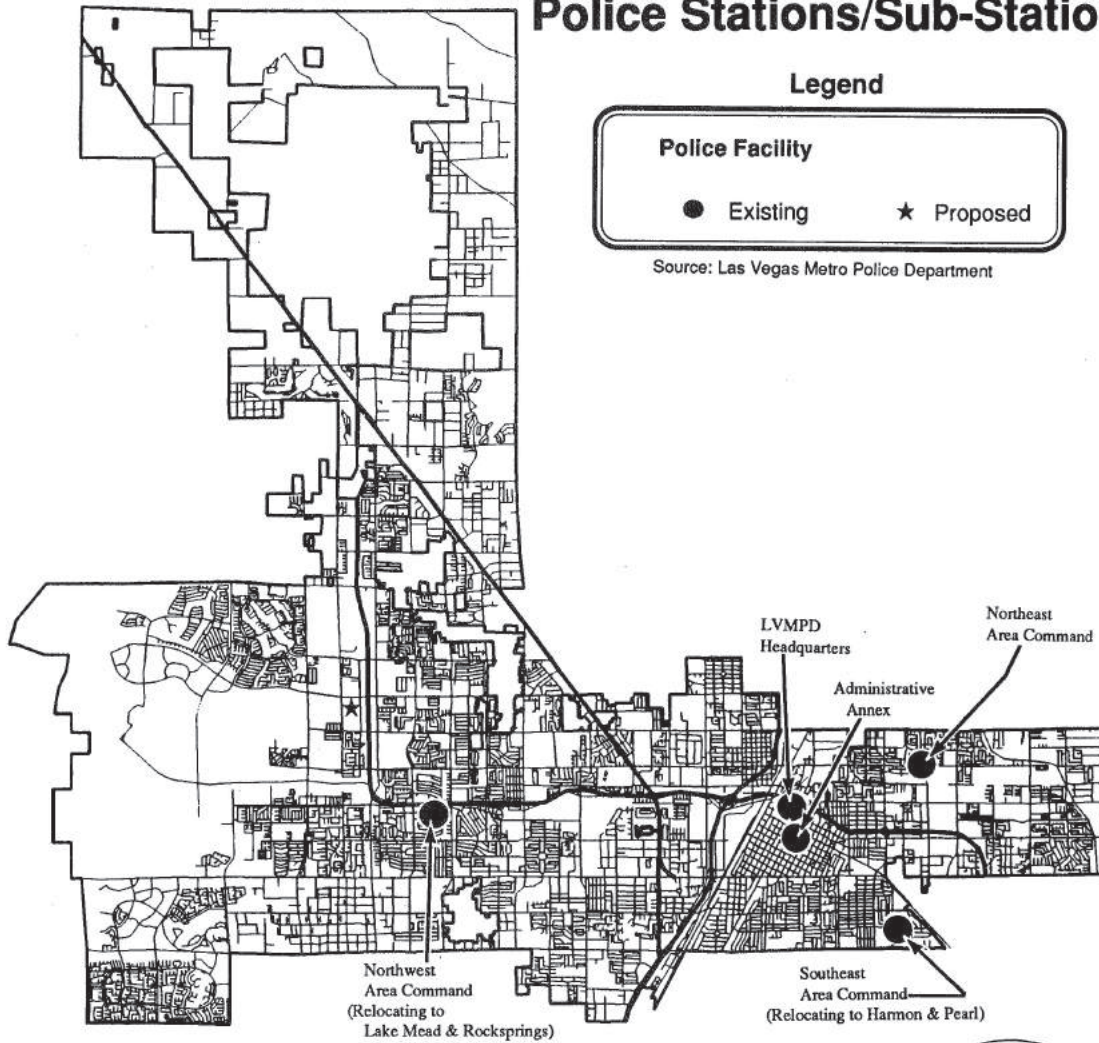 Police Stations/Sub-Statio
Legend
Police Facility
Existing
Proposed
Source: Las Vegas Metro Police Department
LVMPD
Headquarters
Northeast
Area Command
Administrative
Annex
Northwest
Area Command
(Relocating to
Lake Mead & Rocksprings)
Southeast
Area Command
(Relocating to Harmon & Pearl)